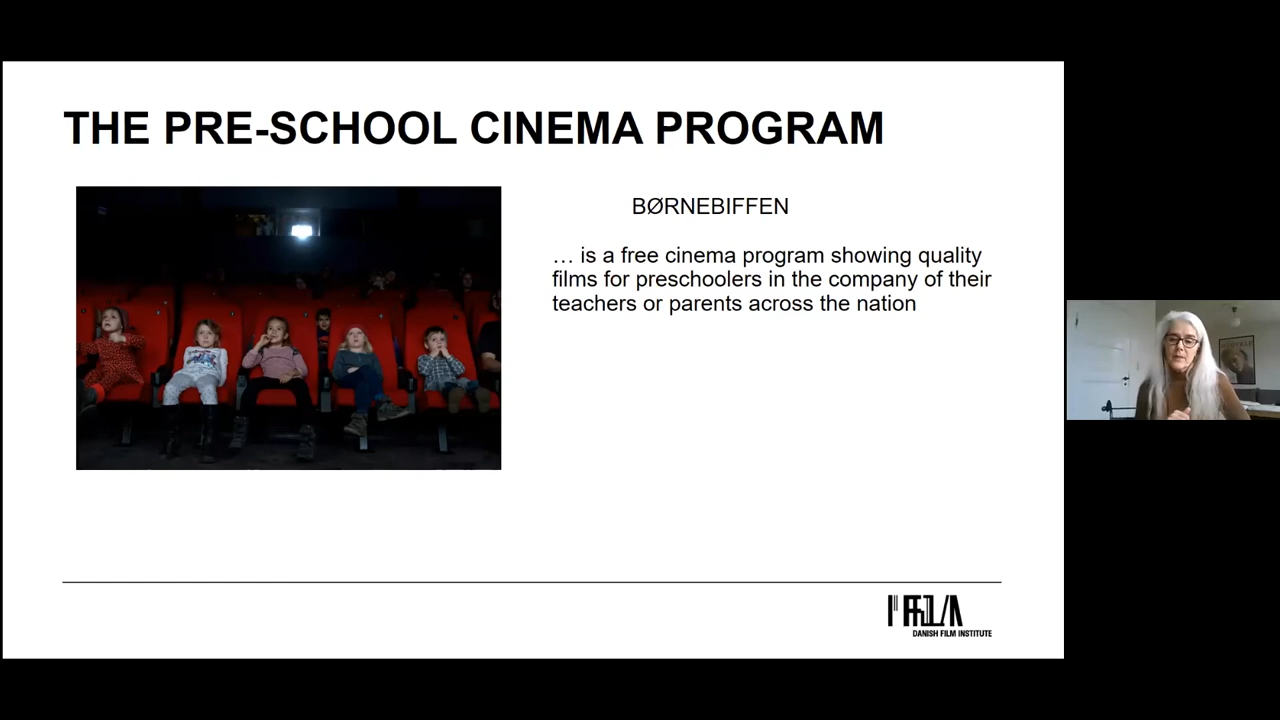 THE PRE-SCHOOL CINEMA PROGRAM
BØRNEBIFFEN
… is a free cinema program showing quality
films for preschoolers in the company of their
teachers or parents across the nation
DANISH FILM INSTITUTE